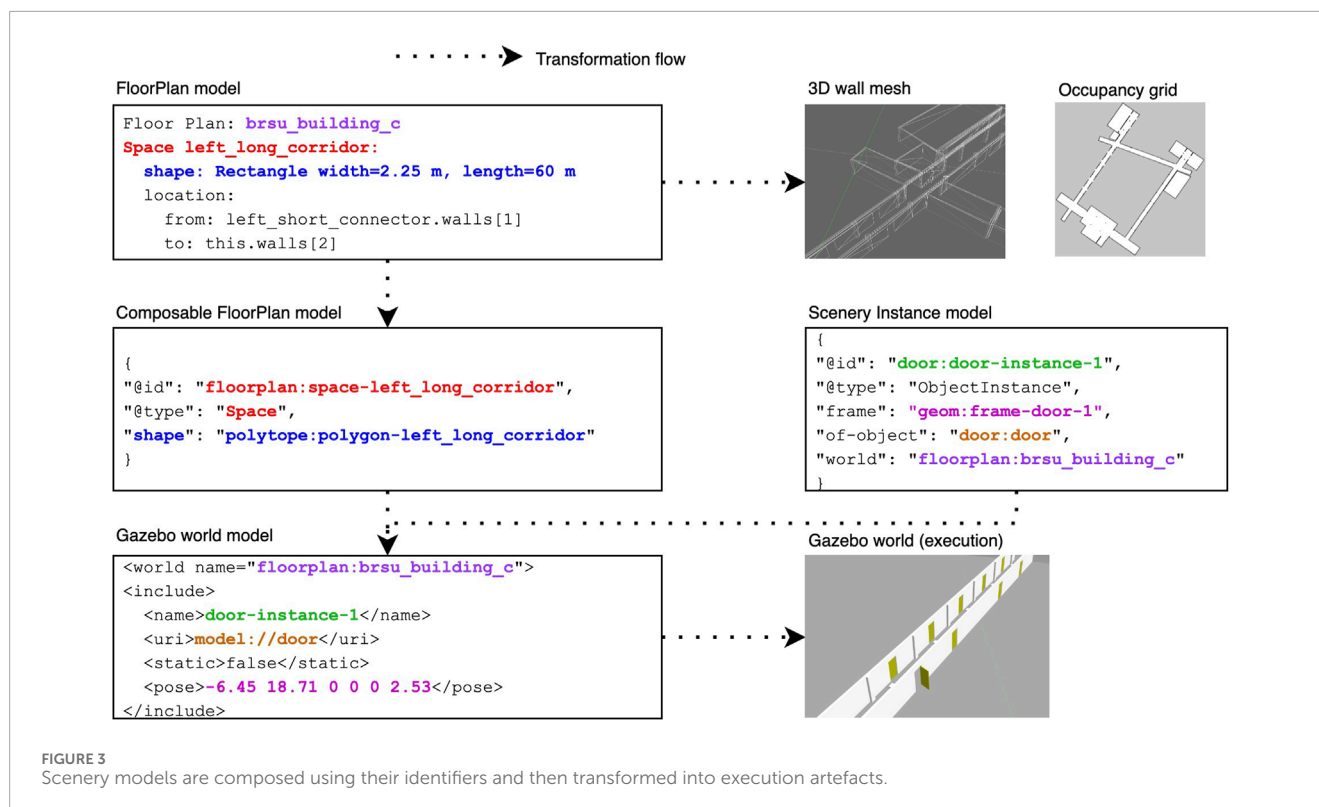 Transformation flow
FloorPlan model
Floor Plan: brsu_building_c
Space left_long_corridor:
shape: Rectangle width=2.25 m, length=60 m
location:
from: left_short_connector.walls[1]
to: this.walls[2]
3D wall mesh
Occupancy grid
Composable FloorPlan model
{
"@id": "floorplan:space-left_long_corridor",
"@type": "Space",
"shape": "polytope:polygon-left_long_corridor"
}
Scenery Instance model
{
"@id": "door:door-instance-1",
"@type": "ObjectInstance",
"frame": "geom:frame-door-1",
"of-object": "door:door",
"world": "floorplan:brsu_building_c"
}
Gazebo world model
<world name="floorplan:brsu_building_c">
<include>
<name>door-instance-1</name>
<uri>model://door</uri>
<static>false</static>
<pose>-6.45 18.71 0 0 0 2.53</pose>
</include>
Gazebo world (execution)
FIGURE 3
Scenery models are composed using their identifiers and then transformed into execution artefacts.